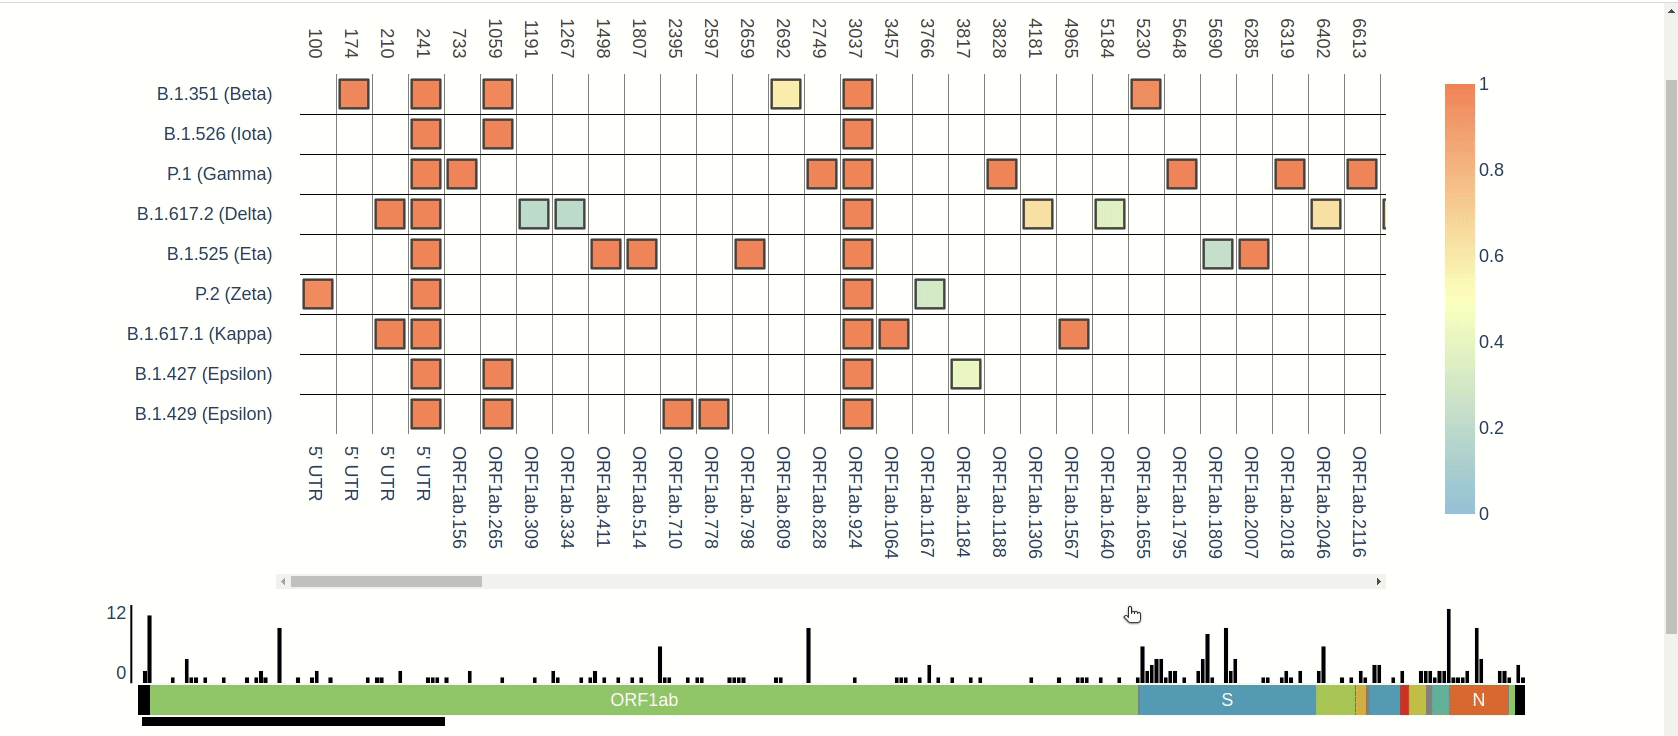 100 174 210 241 733 1059 1191 1267 1498 1807 2395 2597 2659 2692 2749 3037 3457 3766 3817 3828 4181 4965 5184 5230 5648 5690 6285 6319 6402 6613
B.1.351 (Beta)
B.1.526 (Iota)
P.1 (Gamma)
B.1.617.2 (Delta)
B.1.525 (Eta)
P.2 (Zeta)
B.1.617.1 (Kappa)
B.1.427 (Epsilon)
B.1.429 (Epsilon)
5' UTR 5' UTR 5' UTR 5' UTR ORF1ab.156 ORF1ab.265 ORF1ab.309 ORF1ab.334 ORF1ab.411 ORF1ab.514 ORF1ab.710 ORF1ab.778 ORF1ab.798 ORF1ab.809 ORF1ab.828 ORF1ab.924 ORF1ab.1064 ORF1ab.1167 ORF1ab.1184 ORF1ab.1188 ORF1ab.1306 ORF1ab.1567 ORF1ab.1640 ORF1ab.1655 ORF1ab.1795 ORF1ab.1809 ORF1ab.2007 ORF1ab.2018 ORF1ab.2046 ORF1ab.2116
1
0.8
0.6
0.4
0.2
0
12
0
ORF1ab S N